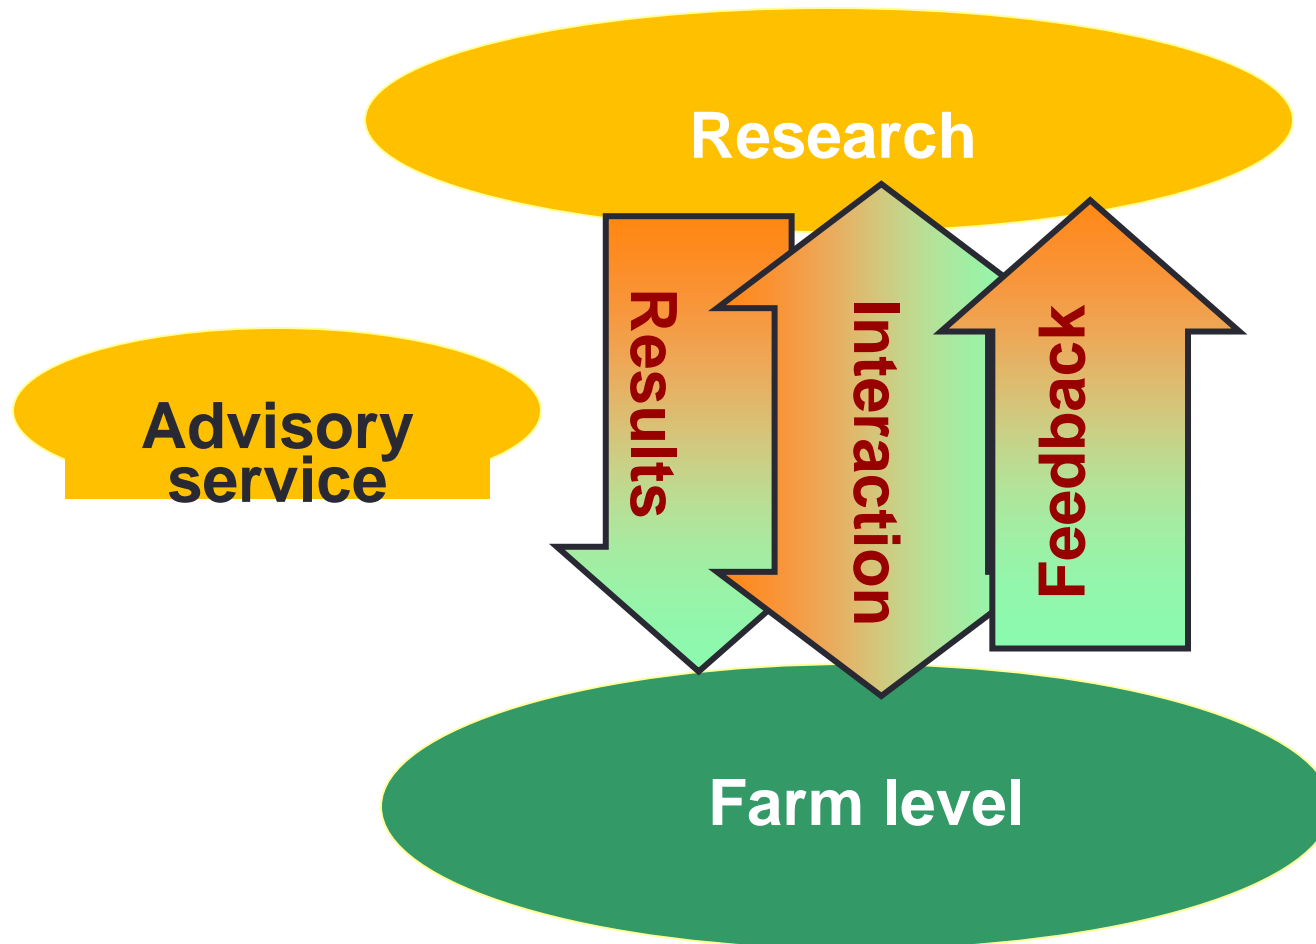 Research
Results
Interaction
Feedback
Advisory
service
Farm level